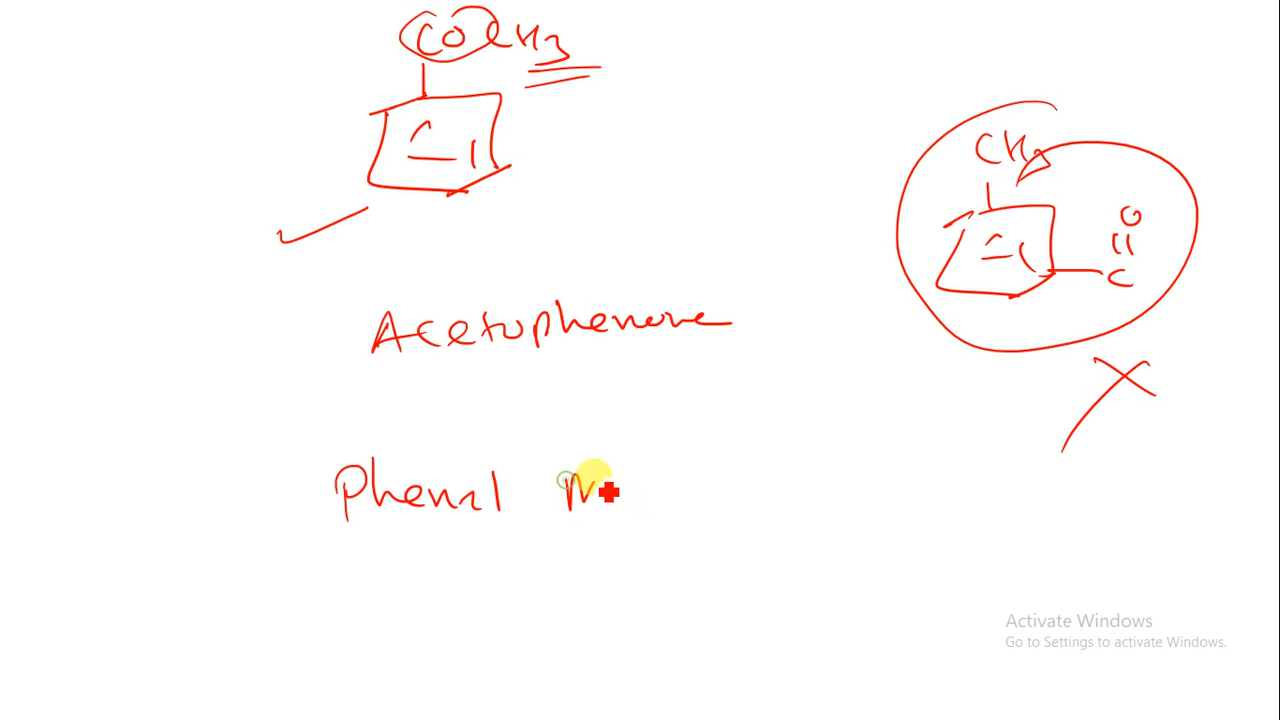 COCH3
CH3
O
C
Acetophenone
Phenyl M
Activate Windows
Go to Settings to activate Windows.